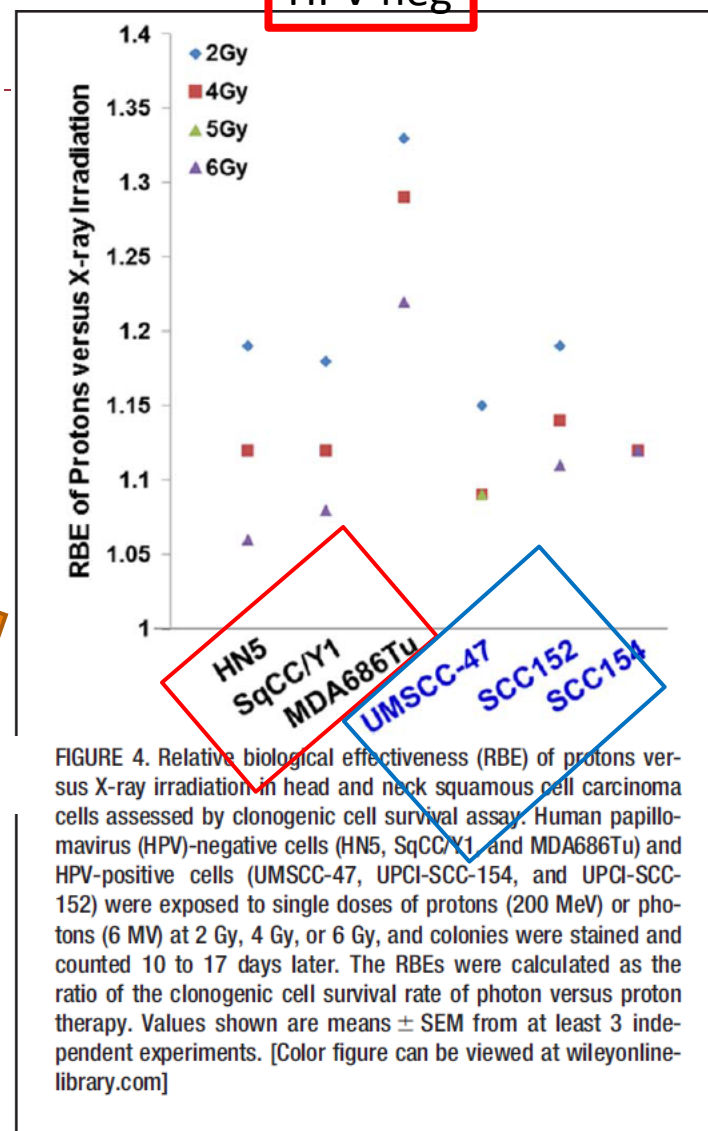 HPV neg
1.4
2Gy
4Gy
5Gy
6Gy
1.35
1.3
1.25
1.2
1.15
1.1
1.05
1
RBE of Protons versus X-ray Irradiation
HN5
SqCC/Y1
MDA686Tu
UMSCC-47
SCC152
SCC154
FIGURE 4. Relative biological effectiveness (RBE) of protons ver-
sus X-ray irradiation in head and neck squamous cell carcinoma
cells assessed by clonogenic cell survival assay. Human papillo-
mavirus (HPV)-negative cells (HN5, SqCC/Y1, and MDA686Tu) and
HPV-positive cells (UMSCC-47, UPCI-SCC-154, and UPCI-SCC-
152) were exposed to single doses of protons (200 MeV) or pho-
tons (6 MV) at 2 Gy, 4 Gy, or 6 Gy, and colonies were stained and
counted 10 to 17 days later. The RBEs were calculated as the
ratio of the clonogenic cell survival rate of photon versus proton
therapy. Values shown are means ± SEM from at least 3 inde-
pendent experiments. [Color figure can be viewed at wileyonline-
library.com]